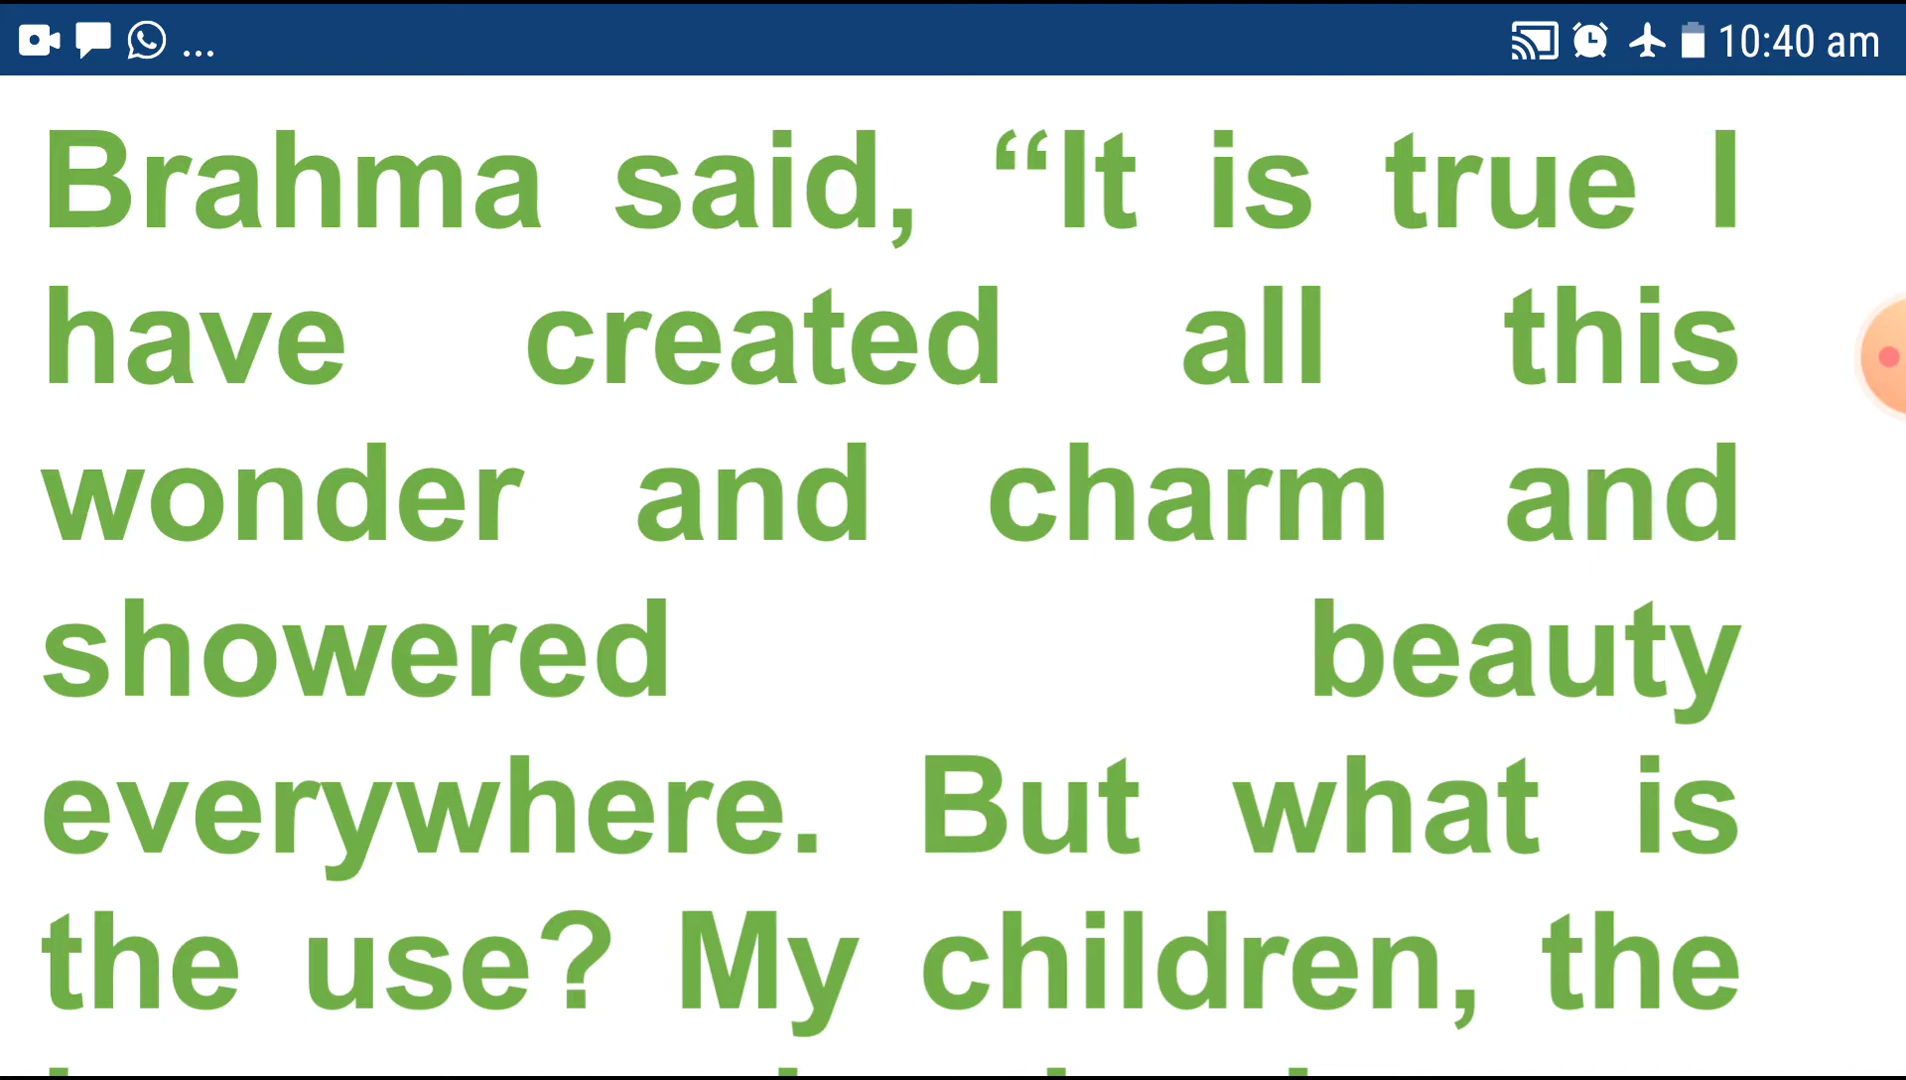 ... 10:40 am
Brahma said, “It is true I
have created all this
wonder and charm and
showered beauty
everywhere. But what is
the use? My children, the